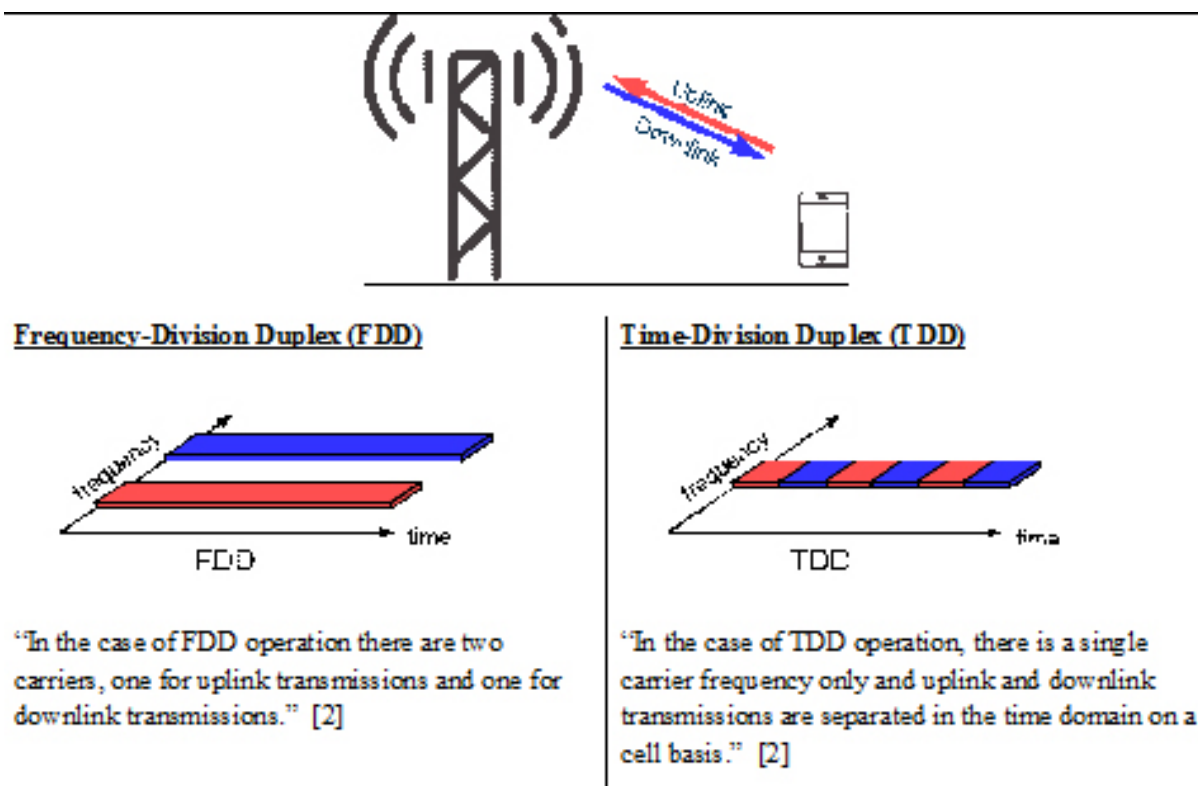 Uplink
Downlink
Frequency-Division Duplex (FDD)
Time-Division Duplex (TDD)
frequency
time
FDD
frequency
time
TDD
“In the case of FDD operation there are two
carriers, one for uplink transmissions and one for
downlink transmissions.” [2]
“In the case of TDD operation, there is a single
carrier frequency only and uplink and downlink
transmissions are separated in the time domain on a
cell basis.” [2]